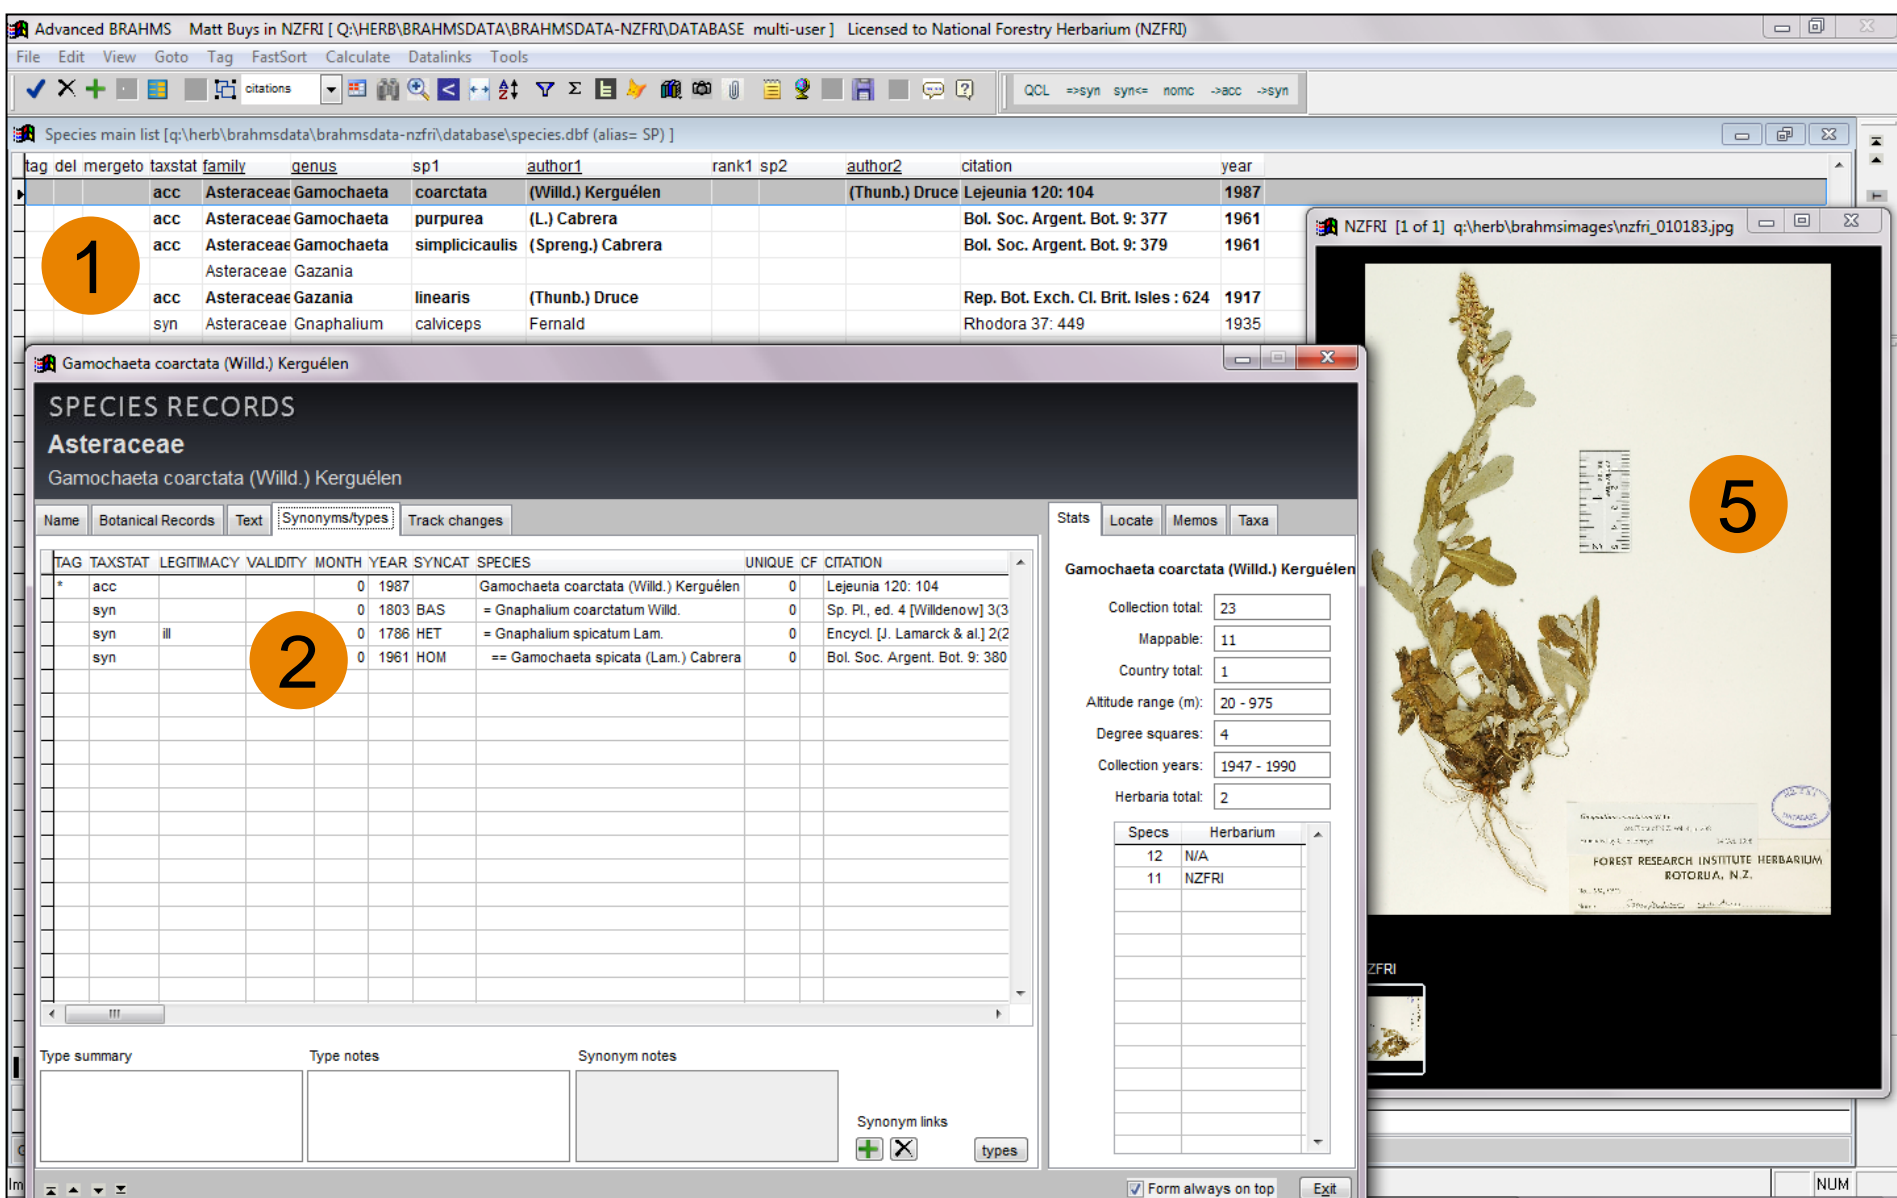 Advanced BRAHMS Matt Buys in NZFRI [ Q:\HERB\BRAHMSDATA\BRAHMSDATA-NZFRI\DATABASE multi-user ] Licensed to National Forestry Herbarium (NZFRI)
File Edit View Goto Tag FastSort Calculate Datalinks Tools
citations QCL =>syn syn<= nomc ->acc ->syn
Species main list [q:\herb\brahmsdata\brahmsdata-nzfri\database\species.dbf (alias= SP) ]
tag del mergeto taxstat family genus sp1 author1 rank1 sp2 author2 citation year
acc Asteraceae Gamochaeta coarctata (Willd.) Kerguélen (Thunb.) Druce Lejeunia 120: 104 1987
acc Asteraceae Gamochaeta purpurea (L.) Cabrera Bol. Soc. Argent. Bot. 9: 377 1961
acc Asteraceae Gamochaeta simplicicaulis (Spreng.) Cabrera Bol. Soc. Argent. Bot. 9: 379 1961
Asteraceae Gazania
acc Asteraceae Gazania linearis (Thunb.) Druce Rep. Bot. Exch. Cl. Brit. Isles : 624 1917
syn Asteraceae Gnaphalium calviceps Fernald Rhodora 37: 449 1935
1
Gamochaeta coarctata (Willd.) Kerguélen
SPECIES RECORDS
Asteraceae
Gamochaeta coarctata (Willd.) Kerguélen
Name Botanical Records Text Synonyms/types Track changes
TAG TAXSTAT LEGITIMACY VALIDITY MONTH YEAR SYNCAT SPECIES UNIQUE CF CITATION
* acc 0 1987 Gamochaeta coarctata (Willd.) Kerguélen 0 Lejeunia 120: 104
syn 0 1803 BAS = Gnaphalium coarctatum Willd. 0 Sp. Pl., ed. 4 [Willdenow] 3(3
syn ill 0 1786 HET = Gnaphalium spicatum Lam. 0 Encycl. [J. Lamarck & al.] 2(2
syn 0 1961 HOM == Gamochaeta spicata (Lam.) Cabrera 0 Bol. Soc. Argent. Bot. 9: 380
2
Type summary Type notes Synonym notes
Synonym links
types
Stats Locate Memos Taxa
Gamochaeta coarctata (Willd.) Kerguélen
Collection total: 23
Mappable: 11
Country total: 1
Altitude range (m): 20 - 975
Degree squares: 4
Collection years: 1947 - 1990
Herbaria total: 2
Specs Herbarium
12 N/A
11 NZFRI
Form always on top Exit
NZFRI [1 of 1] q:\herb\brahmsimages\nzfri_010183.jpg
5
FOREST RESEARCH INSTITUTE HERBARIUM
ROTORUA, N.Z.
ZFRI
Im
NUM